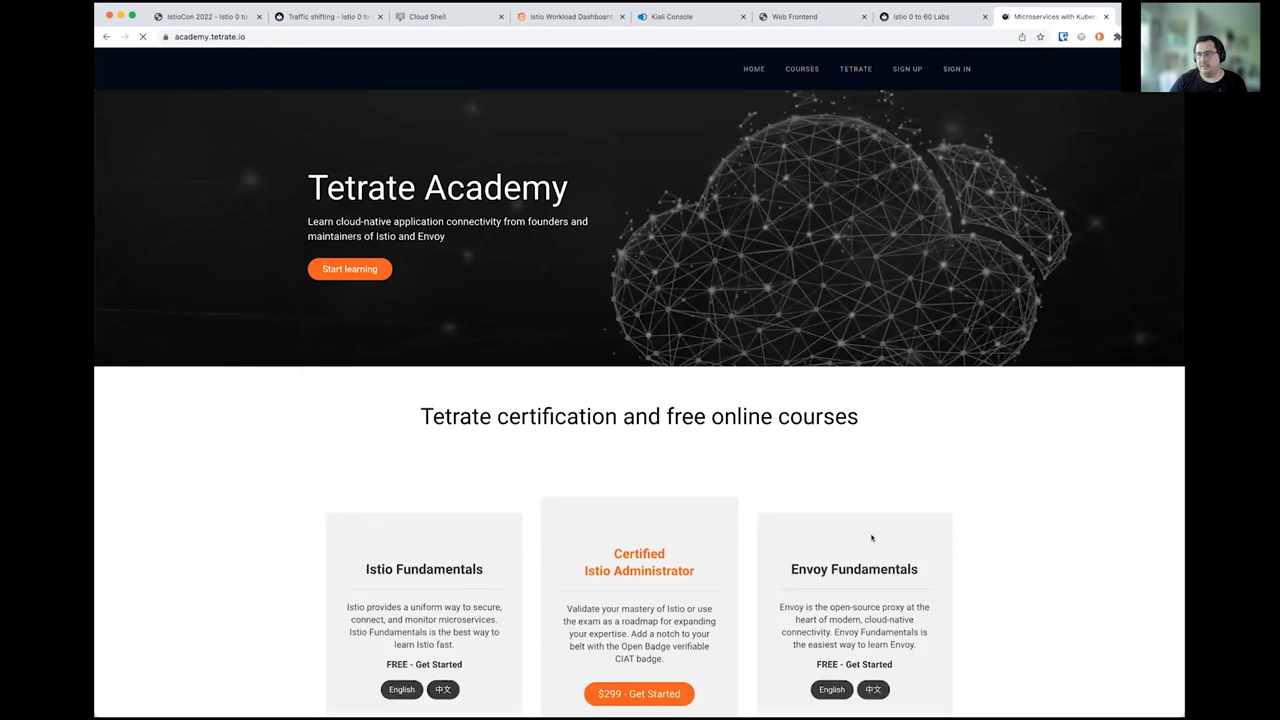 IstioCon 2022 - Istio 0 to
Traffic shifting - Istio 0 to
Cloud Shell
Istio Workload Dashboard
Kiali Console
Web Frontend
Istio 0 to 60 Labs
Microservices with Kuber
academy.tetrate.io
HOME
COURSES
TETRATE
SIGN UP
SIGN IN
Tetrate Academy
Learn cloud-native application connectivity from founders and
maintainers of Istio and Envoy
Start learning
Tetrate certification and free online courses
Istio Fundamentals
Istio provides a uniform way to secure,
connect, and monitor microservices.
Istio Fundamentals is the best way to
learn Istio fast.
FREE - Get Started
English
中文
Certified
Istio Administrator
Validate your mastery of Istio or use
the exam as a roadmap for expanding
your expertise. Add a notch to your
belt with the Open Badge verifiable
CIAT badge.
$299 - Get Started
Envoy Fundamentals
Envoy is the open-source proxy at the
heart of modern, cloud-native
connectivity. Envoy Fundamentals is
the easiest way to learn Envoy.
FREE - Get Started
English
中文